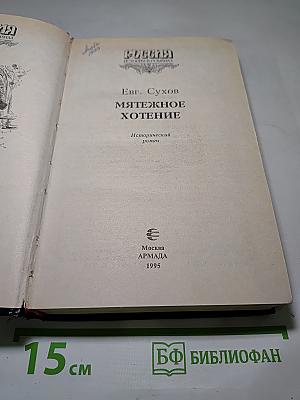 РОССИЯ
Евг. Сухов
МЯТЕЖНОЕ
ХОТЕНИЕ
Исторический
роман
Москва
АРМАДА
1995
15 см
БФ БИБЛИОФАН